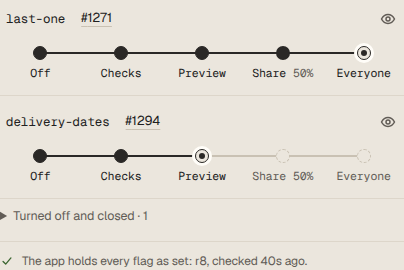 last-one #1271
Off Checks Preview Share 50% Everyone
delivery-dates #1294
Off Checks Preview Share 50% Everyone
Turned off and closed · 1
The app holds every flag as set: r8, checked 40s ago.